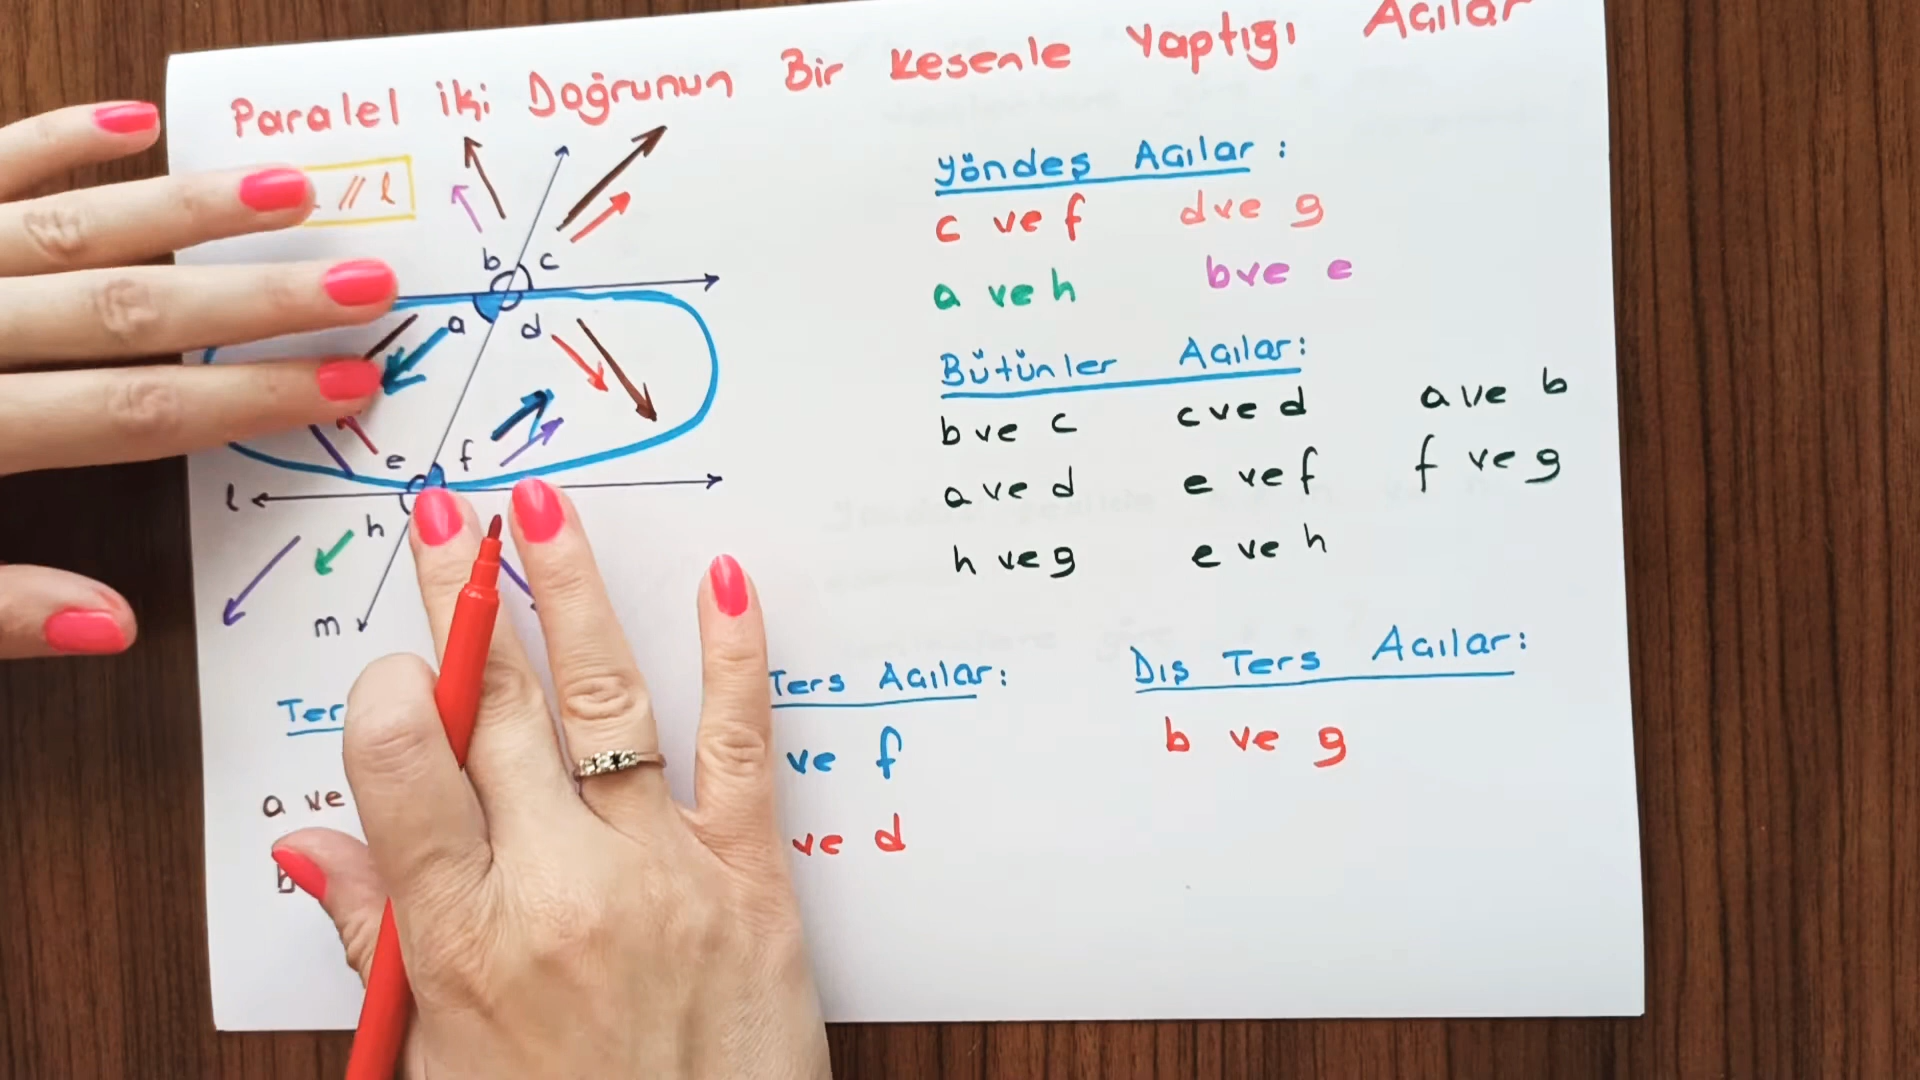 Paralel iki Doğrunun Bir Kesenle Yaptığı Açılar
// l
b c
a d
e f
l
h
m
Yöndeş Açılar :
c ve f d ve g
a ve h b ve e
Bütünler Açılar:
b ve c c ve d a ve b
a ve d e ve f f ve g
h ve g e ve h
Ter
a ve
b
Ters Açılar:
ve f
ve d
Dış Ters Açılar:
b ve g